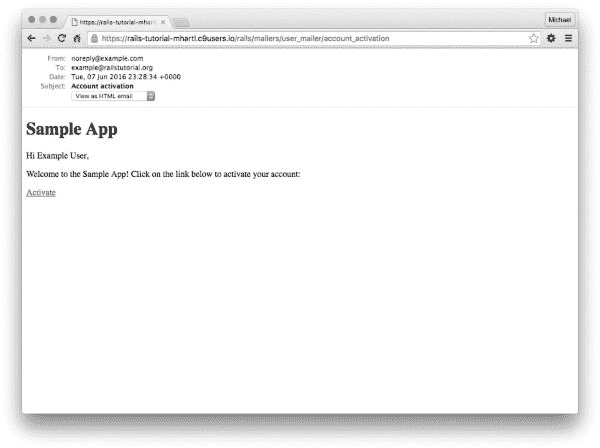 https://rails-tutorial-mhartl.c9
Michael
https://rails-tutorial-mhartl.c9users.io/rails/mailers/user_mailer/account_activation
From: noreply@example.com
To: example@railstutorial.org
Date: Tue, 07 jun 2016 23:28:34 +0000
Subject: Account activation
View as HTML email
Sample App
Hi Example User,
Welcome to the Sample App! Click on the link below to activate your account:
Activate